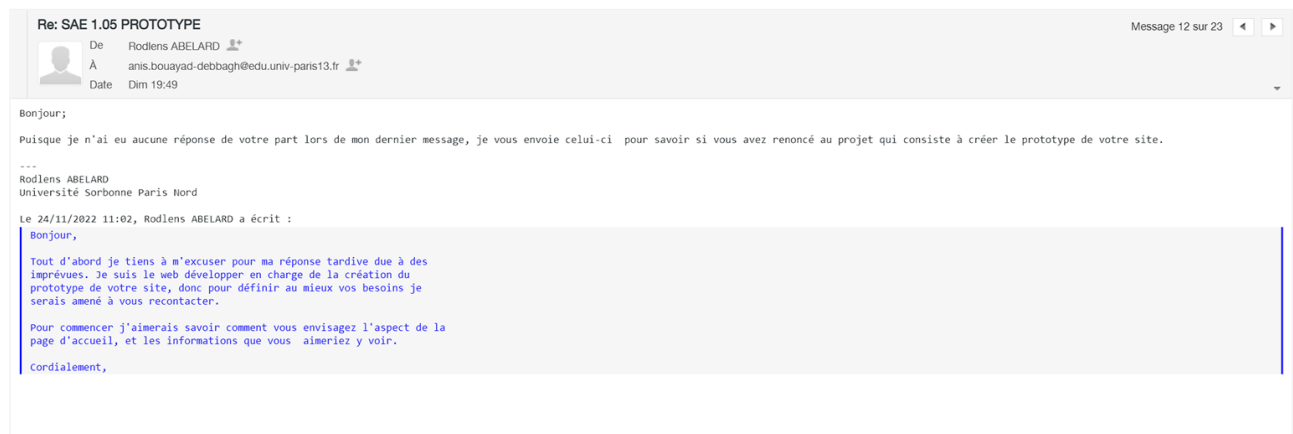 Re: SAE 1.05 PROTOTYPE
Message 12 sur 23
De Rodlens ABELARD
À anis.bouayad-debbagh@edu.univ-paris13.fr
Date Dim 19:49
Bonjour;
Puisque je n'ai eu aucune réponse de votre part lors de mon dernier message, je vous envoie celui-ci  pour savoir si vous avez renoncé au projet qui consiste à créer le prototype de votre site.
---
Rodlens ABELARD
Université Sorbonne Paris Nord
Le 24/11/2022 11:02, Rodlens ABELARD a écrit :
Bonjour,
Tout d'abord je tiens à m'excuser pour ma réponse tardive due à des
imprévues. Je suis le web développer en charge de la création du
prototype de votre site, donc pour définir au mieux vos besoins je
serais amené à vous recontacter.
Pour commencer j'aimerais savoir comment vous envisagez l'aspect de la
page d'accueil, et les informations que vous  aimeriez y voir.
Cordialement,